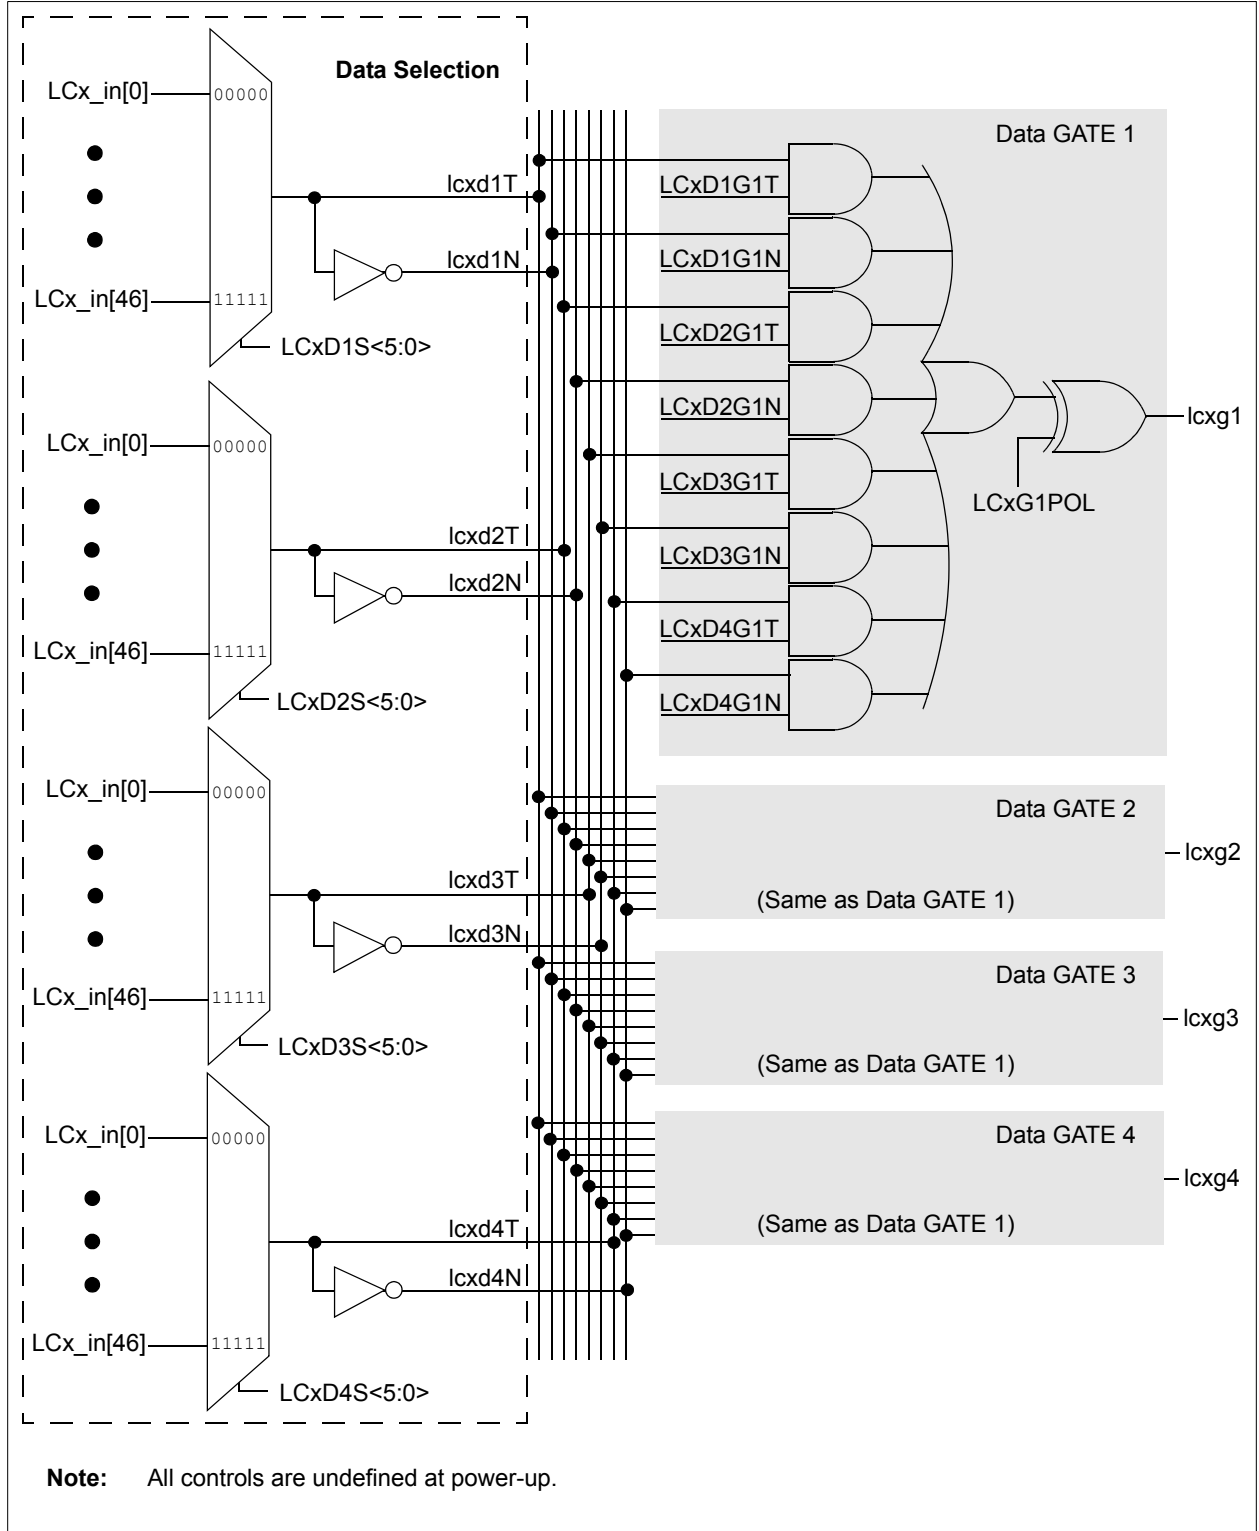 Data Selection
LCx_in[0]
00000
lcxd1T
lcxd1N
LCx_in[46]
11111
LCxD1S<5:0>
LCx_in[0]
00000
lcxd2T
lcxd2N
LCx_in[46]
11111
LCxD2S<5:0>
LCx_in[0]
00000
lcxd3T
lcxd3N
LCx_in[46]
11111
LCxD3S<5:0>
LCx_in[0]
00000
lcxd4T
lcxd4N
LCx_in[46]
11111
LCxD4S<5:0>
Data GATE 1
LCxD1G1T
LCxD1G1N
LCxD2G1T
LCxD2G1N
LCxD3G1T
LCxD3G1N
LCxD4G1T
LCxD4G1N
LCxG1POL
lcxg1
Data GATE 2
(Same as Data GATE 1)
lcxg2
Data GATE 3
(Same as Data GATE 1)
lcxg3
Data GATE 4
(Same as Data GATE 1)
lcxg4
Note: All controls are undefined at power-up.